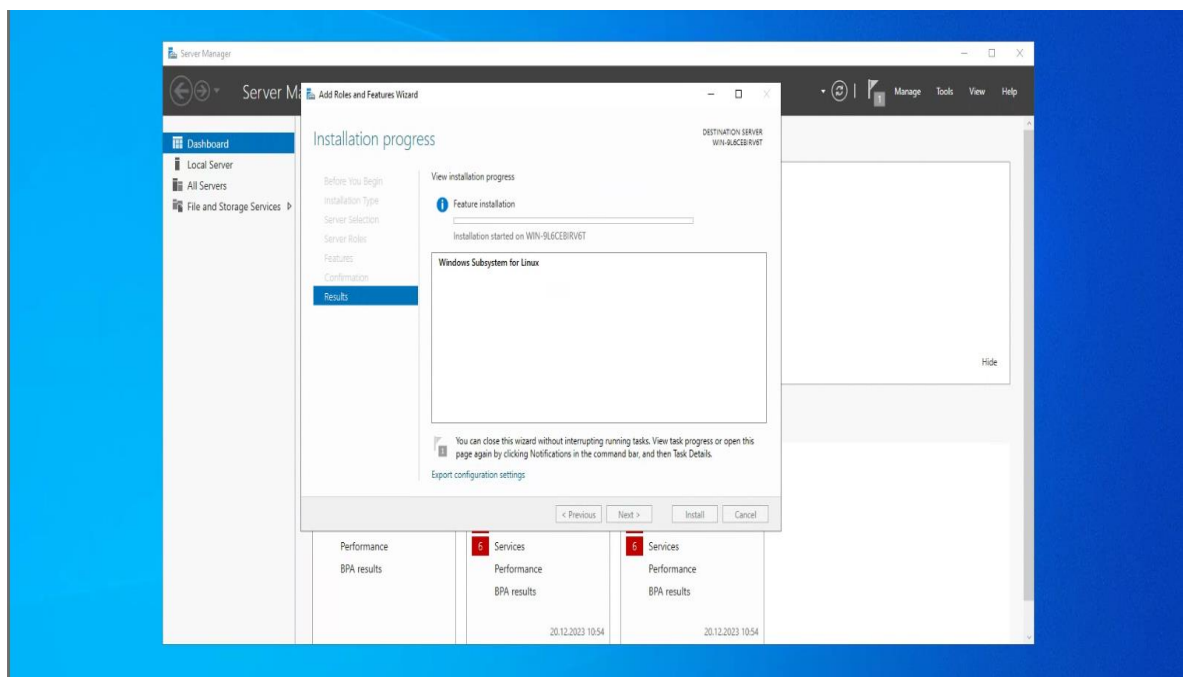 Server Manager
Server Ma
1
Manage Tools View Help
Dashboard
Local Server
All Servers
File and Storage Services
Add Roles and Features Wizard
Installation progress
DESTINATION SERVER
WIN-9L6CEBIRV6T
Before You Begin
Installation Type
Server Selection
Server Roles
Features
Confirmation
Results
View installation progress
Feature installation
Installation started on WIN-9L6CEBIRV6T
Windows Subsystem for Linux
1
You can close this wizard without interrupting running tasks. View task progress or open this
page again by clicking Notifications in the command bar, and then Task Details.
Export configuration settings
< Previous Next > Install Cancel
Hide
Performance
BPA results
6 Services
Performance
BPA results
20.12.2023 10:54
6 Services
Performance
BPA results
20.12.2023 10:54